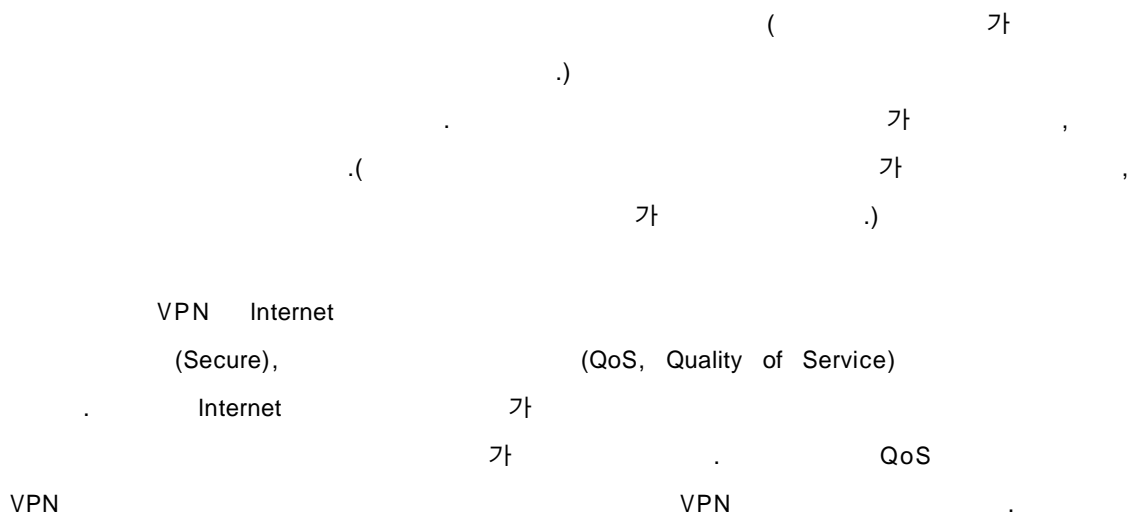 ( 가
.)
. 가 ,
.( 가 ,
가 .)
VPN Internet
(Secure), (QoS, Quality of Service)
. Internet 가
가 . QoS
VPN VPN .